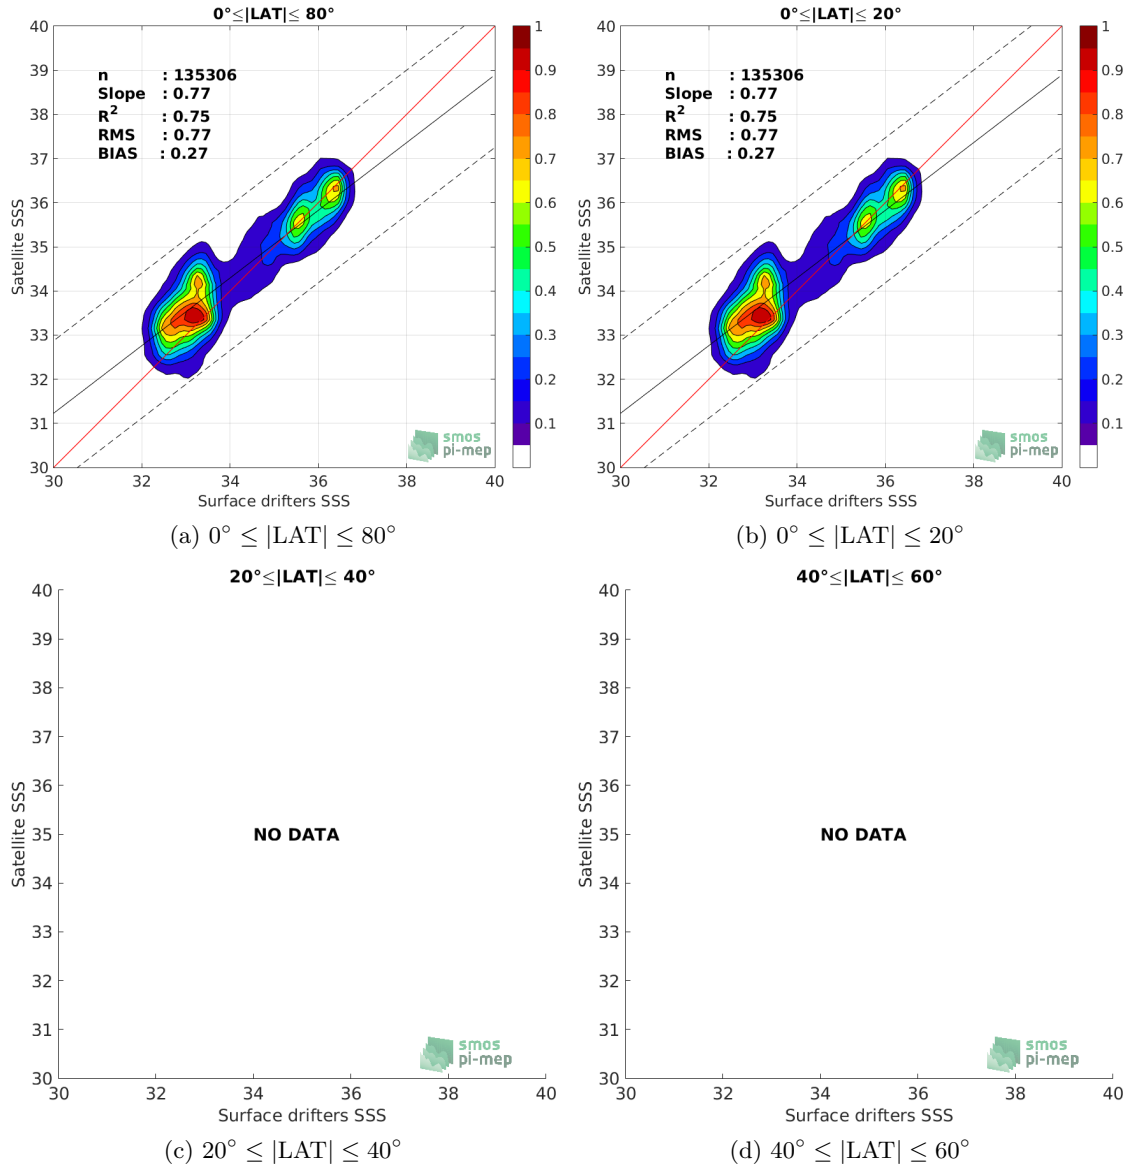 0°≤|LAT|≤ 80°
40
39
38
37
36
35
34
33
32
31
30
Satellite SSS
n : 135306
Slope : 0.77
R² : 0.75
RMS : 0.77
BIAS : 0.27
smos
pi-mep
30 32 34 36 38 40
Surface drifters SSS
1
0.9
0.8
0.7
0.6
0.5
0.4
0.3
0.2
0.1
(a) 0° ≤ |LAT| ≤ 80°
0°≤|LAT|≤ 20°
40
39
38
37
36
35
34
33
32
31
30
Satellite SSS
n : 135306
Slope : 0.77
R² : 0.75
RMS : 0.77
BIAS : 0.27
smos
pi-mep
30 32 34 36 38 40
Surface drifters SSS
1
0.9
0.8
0.7
0.6
0.5
0.4
0.3
0.2
0.1
(b) 0° ≤ |LAT| ≤ 20°
20°≤|LAT|≤ 40°
40
39
38
37
36
35
34
33
32
31
30
Satellite SSS
NO DATA
smos
pi-mep
30 32 34 36 38 40
Surface drifters SSS
(c) 20° ≤ |LAT| ≤ 40°
40°≤|LAT|≤ 60°
40
39
38
37
36
35
34
33
32
31
30
Satellite SSS
NO DATA
smos
pi-mep
30 32 34 36 38 40
Surface drifters SSS
(d) 40° ≤ |LAT| ≤ 60°